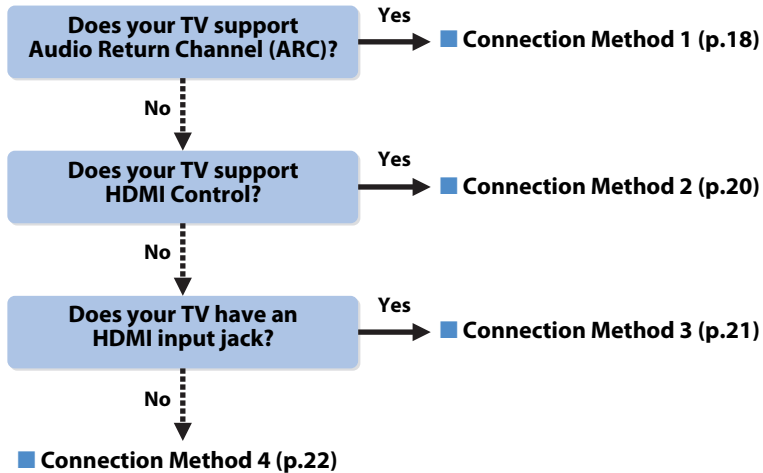 Does your TV support
Audio Return Channel (ARC)?
Yes
Connection Method 1 (p.18)
No
Does your TV support
HDMI Control?
Yes
Connection Method 2 (p.20)
No
Does your TV have an
HDMI input jack?
Yes
Connection Method 3 (p.21)
No
Connection Method 4 (p.22)